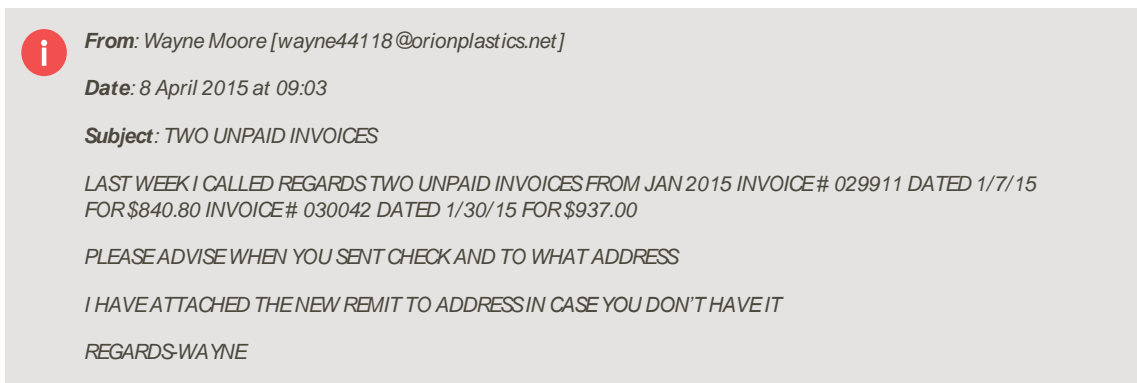 i
From: Wayne Moore [wayne44118@orionplastics.net]
Date: 8 April 2015 at 09:03
Subject: TWO UNPAID INVOICES
LAST WEEK I CALLED REGARDS TWO UNPAID INVOICES FROM JAN 2015 INVOICE # 029911 DATED 1/7/15
FOR $840.80 INVOICE # 030042 DATED 1/30/15 FOR $937.00
PLEASE ADVISE WHEN YOU SENT CHECK AND TO WHAT ADDRESS
I HAVE ATTACHED THE NEW REMIT TO ADDRESS IN CASE YOU DON'T HAVE IT
REGARDS-WAYNE